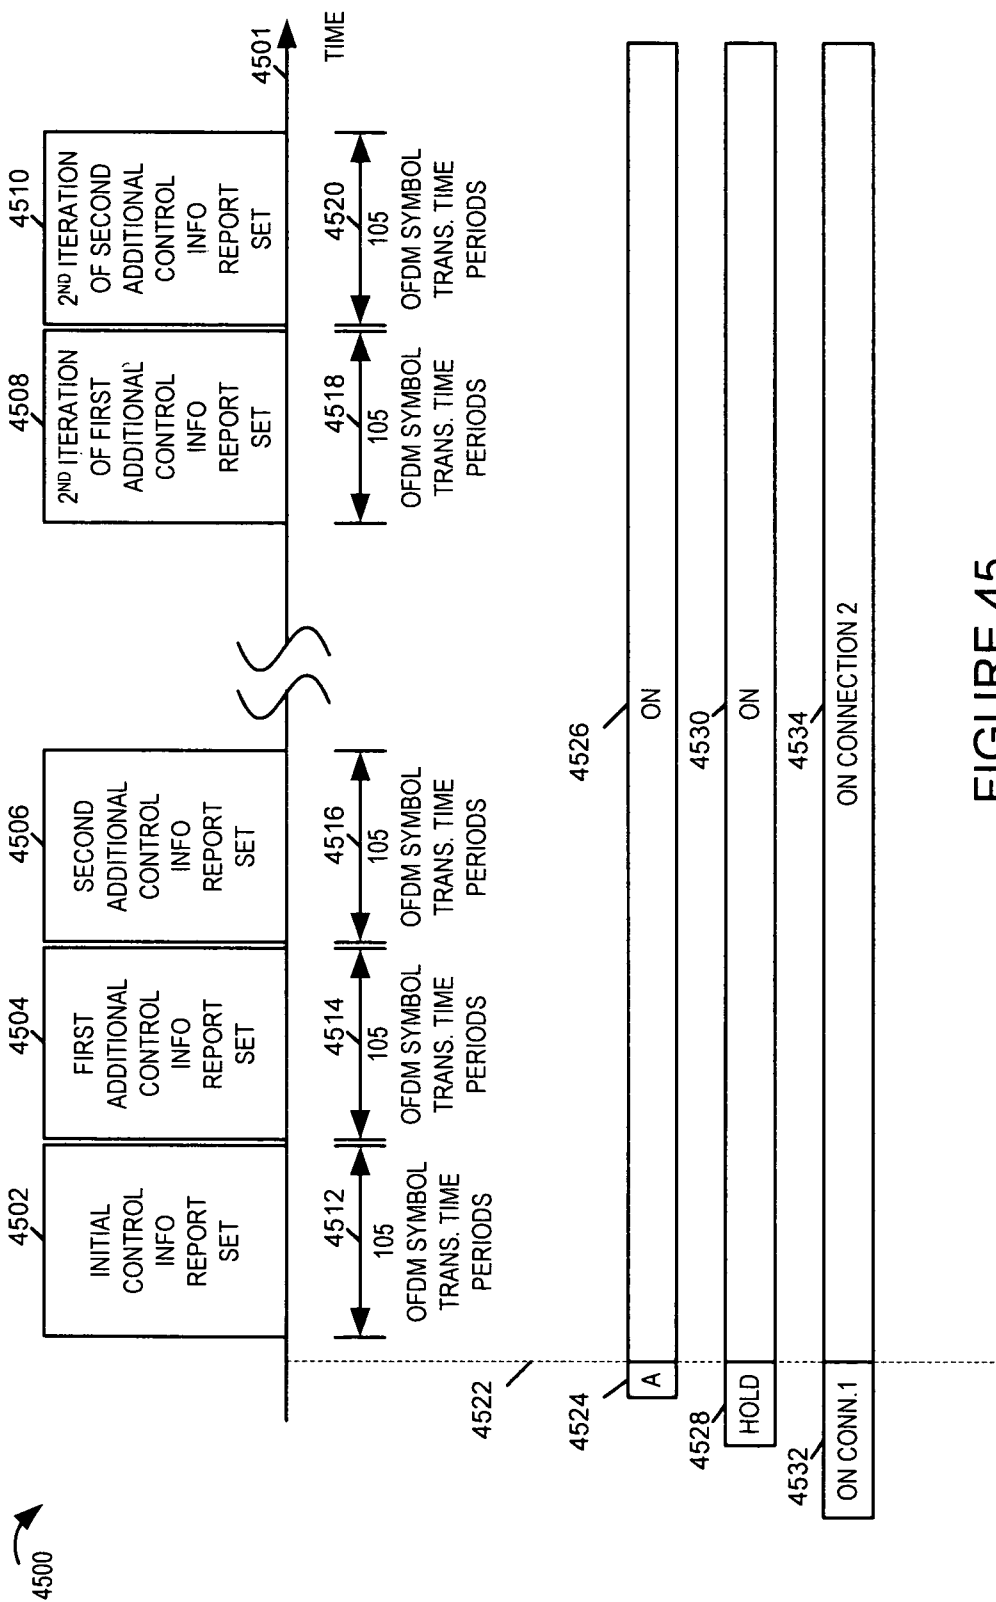 4500
4502
INITIAL
CONTROL
INFO
REPORT
SET
4504
FIRST
ADDITIONAL
CONTROL
INFO
REPORT
SET
4506
SECOND
ADDITIONAL
CONTROL
INFO
REPORT
SET
4508
2ND ITERATION
OF FIRST
ADDITIONAL
CONTROL
INFO
REPORT
SET
4510
2ND ITERATION
OF SECOND
ADDITIONAL
CONTROL
INFO
REPORT
SET
4501
TIME
4512
105
OFDM SYMBOL
TRANS. TIME
PERIODS
4514
105
OFDM SYMBOL
TRANS. TIME
PERIODS
4516
105
OFDM SYMBOL
TRANS. TIME
PERIODS
4518
105
OFDM SYMBOL
TRANS. TIME
PERIODS
4520
105
OFDM SYMBOL
TRANS. TIME
PERIODS
4522
4524
A
4526
ON
4528
HOLD
4530
ON
4532
ON CONN.1
4534
ON CONNECTION 2
FIGURE 45